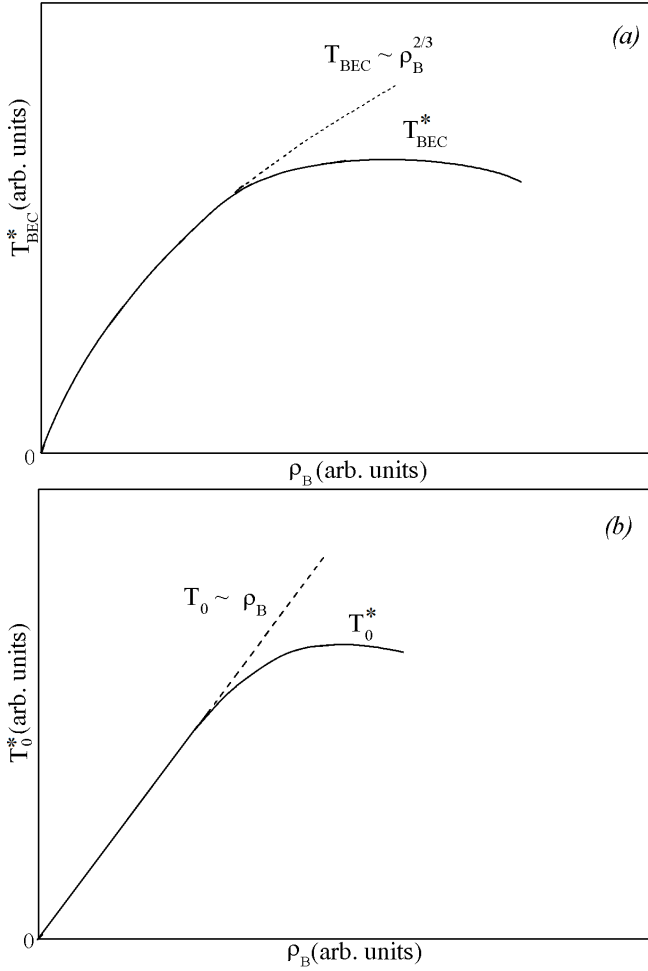 (a)
T_BEC ~ ρ_B^2/3
T*_BEC
T*_BEC (arb. units)
0
ρ_B (arb. units)
(b)
T_0 ~ ρ_B
T*_0
T*_0 (arb. units)
0
ρ_B (arb. units)